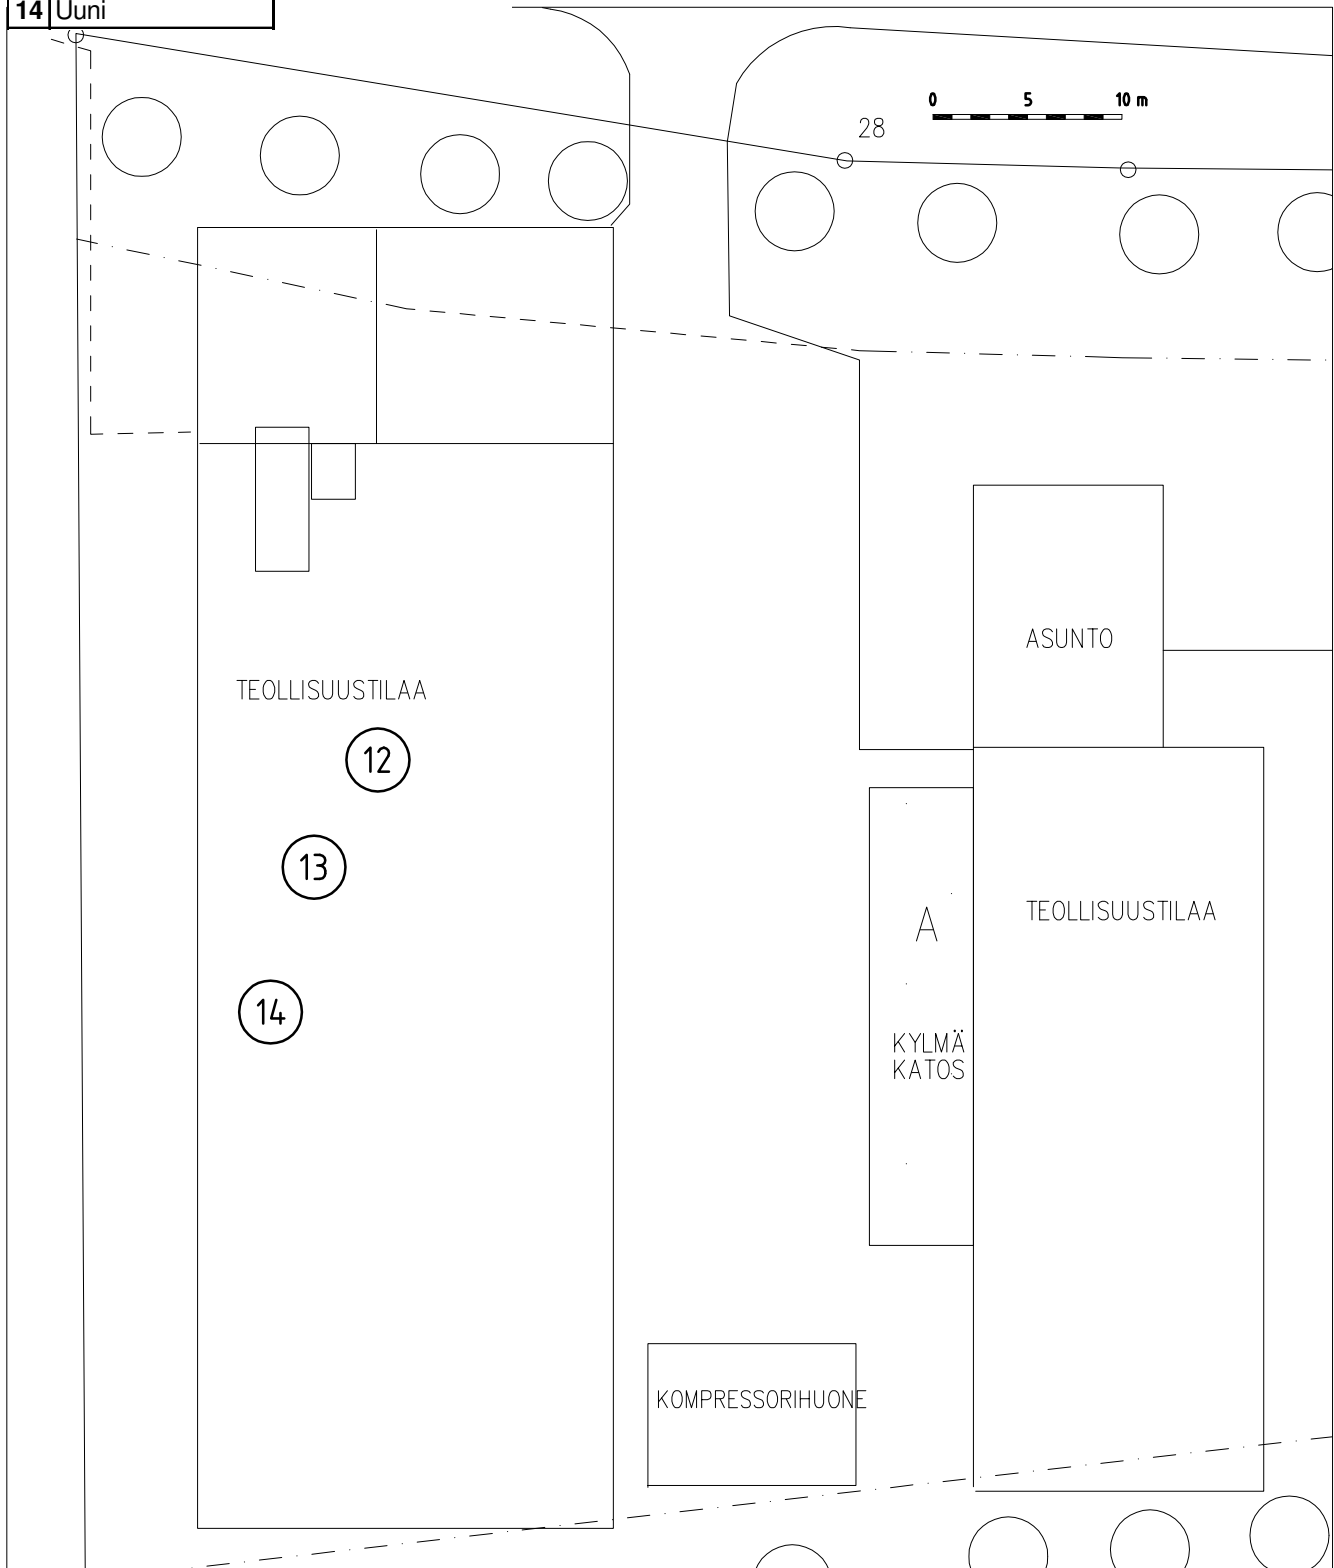 14 Uuni
0 5 10 m
28
ASUNTO
TEOLLISUUSTILAA
12
13
A
TEOLLISUUSTILAA
14
KYLMÄ
KATOS
KOMPRESSORIHUONE